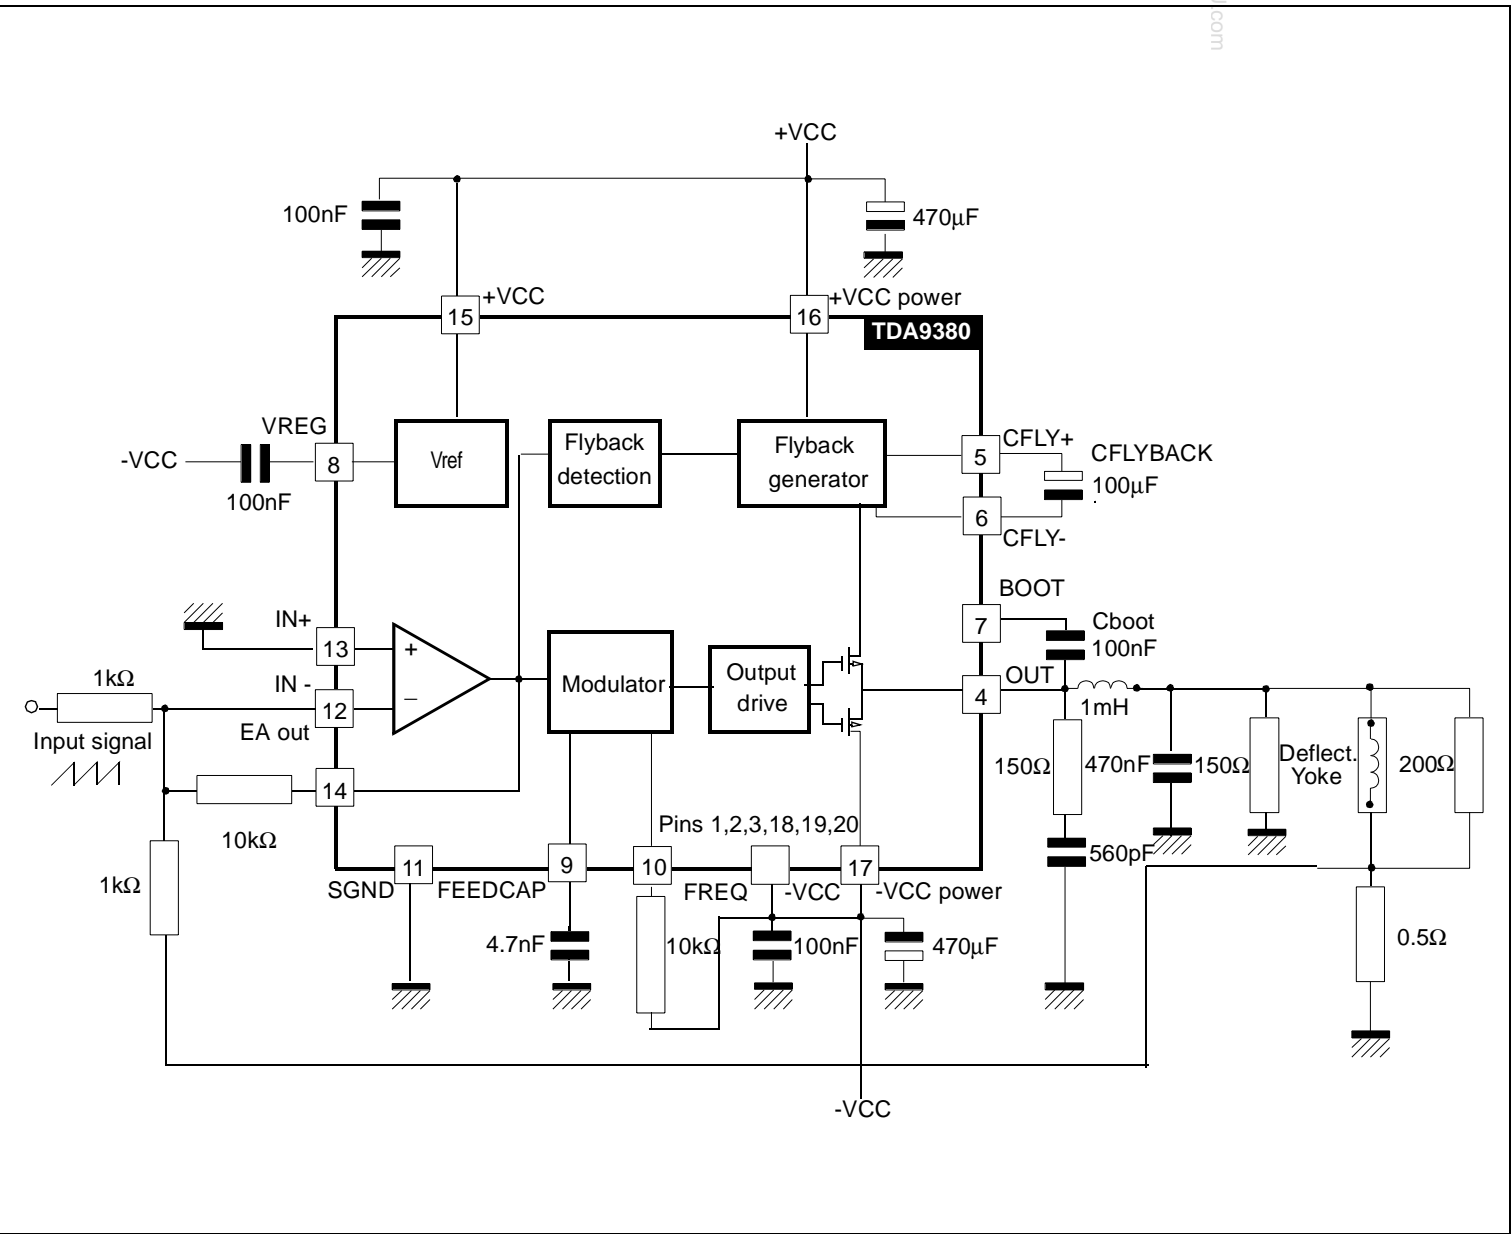 .com
+VCC
100nF
470μF
+VCC
+VCC power
15
16
TDA9380
VREG
-VCC
8
100nF
Vref
Flyback
detection
Flyback
generator
5
CFLY+
CFLYBACK
100μF
6
CFLY-
BOOT
7
Cboot
100nF
IN+
13
+
1kΩ
IN -
12
–
Input signal
EA out
14
10kΩ
1kΩ
Modulator
Output
drive
OUT
4
1mH
150Ω
470nF
150Ω
Deflect.
Yoke
200Ω
560pF
Pins 1,2,3,18,19,20
11
9
10
17
SGND
FEEDCAP
FREQ
-VCC
-VCC power
4.7nF
10kΩ
100nF
470μF
0.5Ω
-VCC